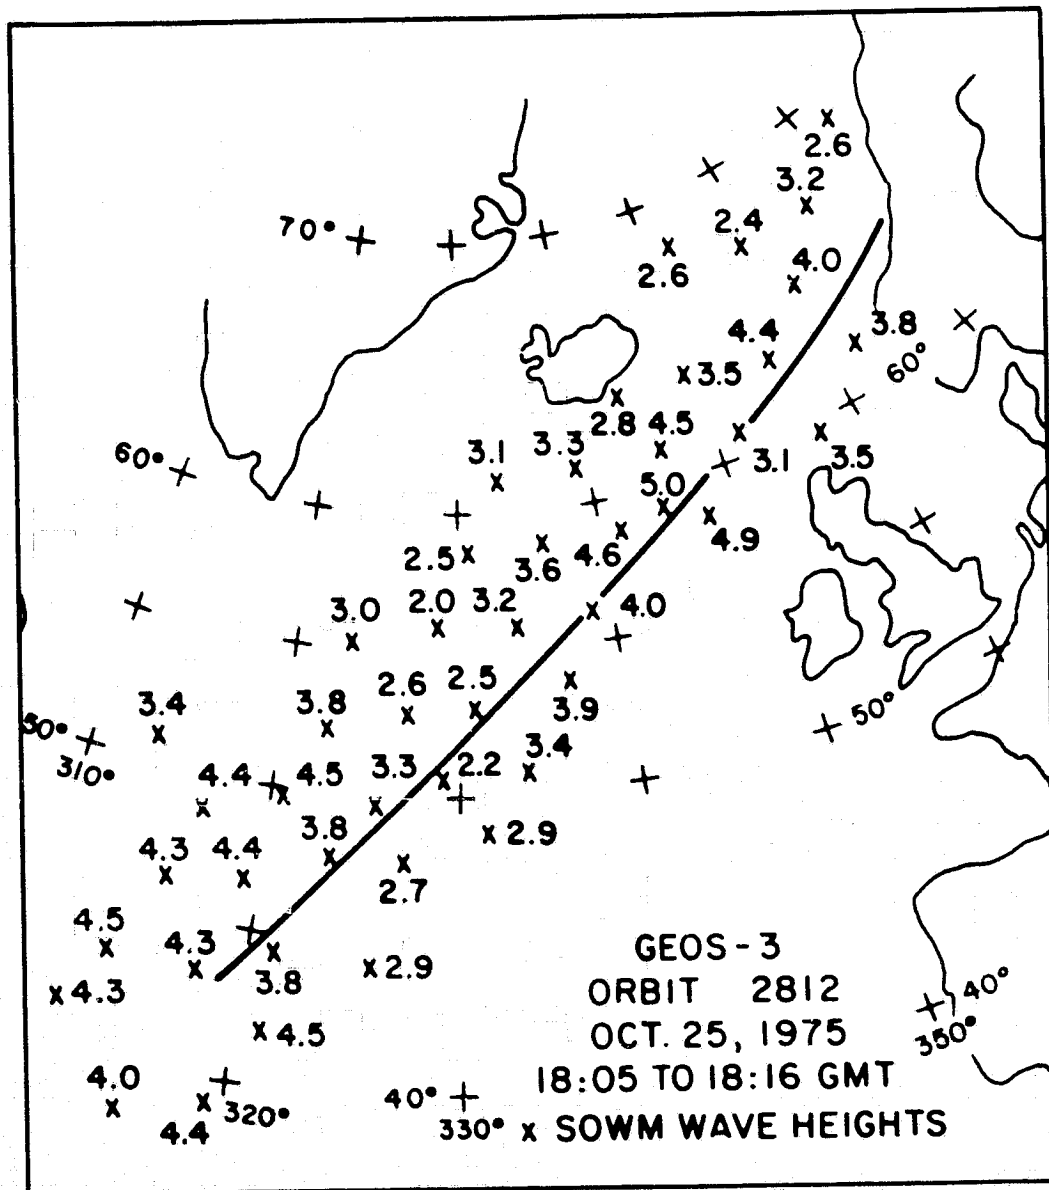 2.6
3.2
70°
2.4
2.6
4.0
3.8
4.4
60°
3.5
2.8 4.5
3.1 3.3
60°
3.1 3.5
5.0
4.9
2.5 3.6 4.6
3.0 2.0 3.2 4.0
2.6 2.5
3.4 3.8 3.9
50° 50°
310° 4.4 4.5 3.3 2.2 3.4
3.8 2.9
4.3 4.4
2.7
4.5
4.3
4.3 3.8 2.9
4.5
GEOS-3
ORBIT 2812
OCT. 25, 1975
18:05 TO 18:16 GMT
40°
350°
4.0
4.4 320°
40°
330° x SOWM WAVE HEIGHTS